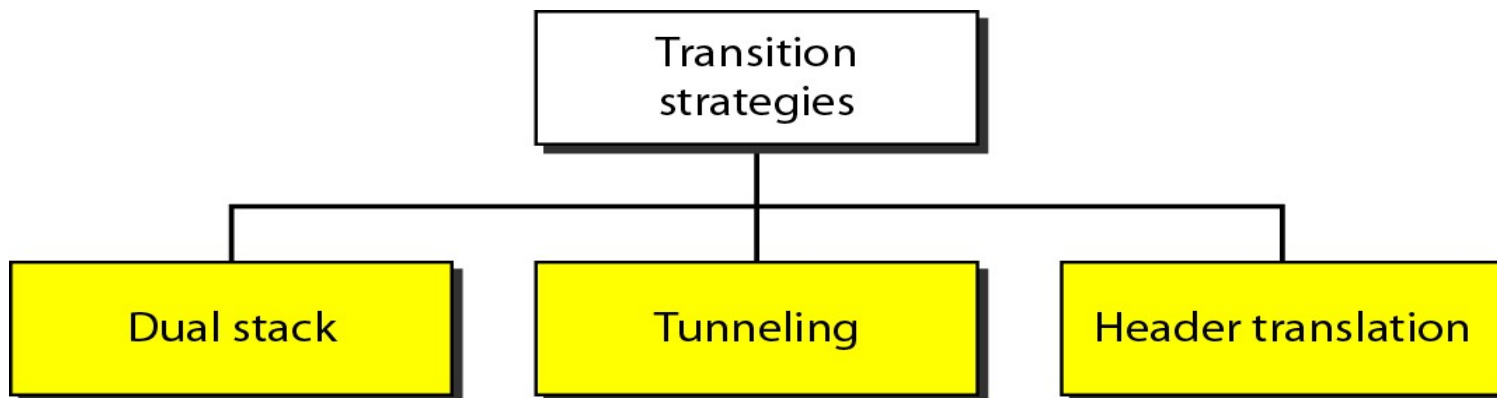 Transition
strategies
Dual stack
Tunneling
Header translation